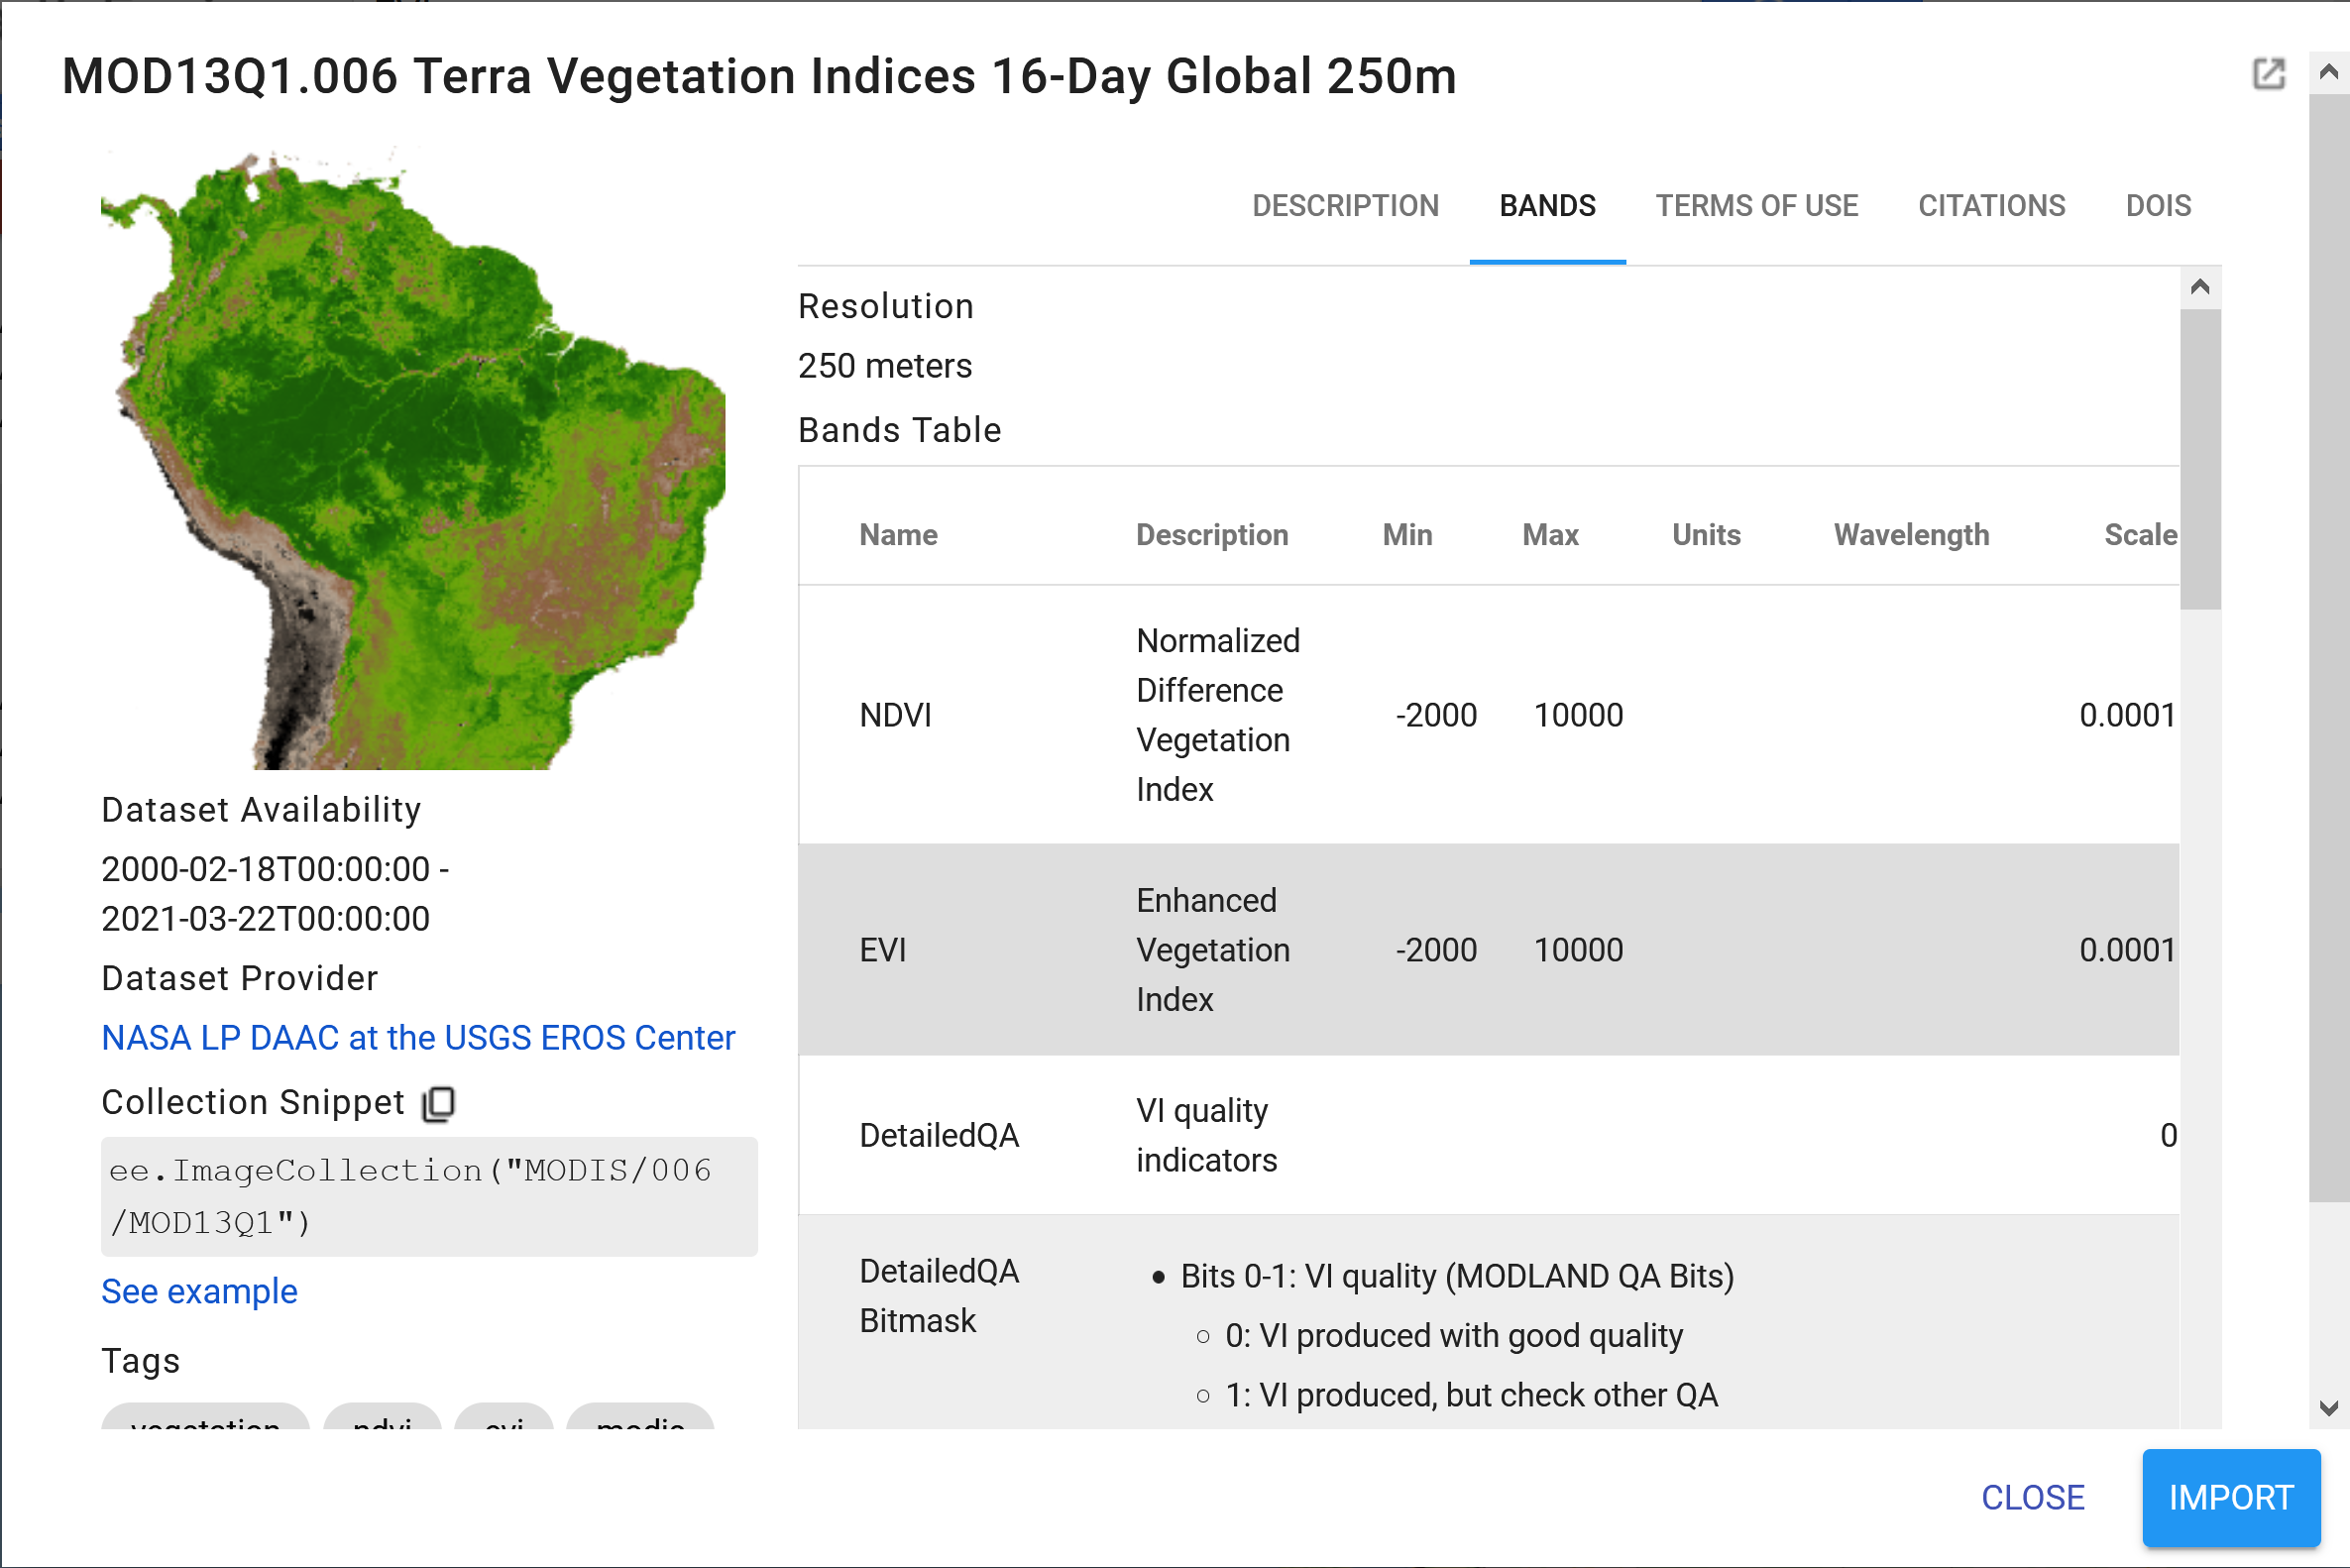 MOD13Q1.006 Terra Vegetation Indices 16-Day Global 250m
DESCRIPTION BANDS TERMS OF USE CITATIONS DOIS
Dataset Availability
2000-02-18T00:00:00 -
2021-03-22T00:00:00
Dataset Provider
NASA LP DAAC at the USGS EROS Center
Collection Snippet
ee.ImageCollection("MODIS/006
/MOD13Q1")
See example
Tags
vegetation ndvi evi modis
Resolution
250 meters
Bands Table
Name Description Min Max Units Wavelength Scale
NDVI Normalized Difference Vegetation Index -2000 10000 0.0001
EVI Enhanced Vegetation Index -2000 10000 0.0001
DetailedQA VI quality indicators 0
DetailedQA Bitmask
• Bits 0-1: VI quality (MODLAND QA Bits)
○ 0: VI produced with good quality
○ 1: VI produced, but check other QA
CLOSE IMPORT